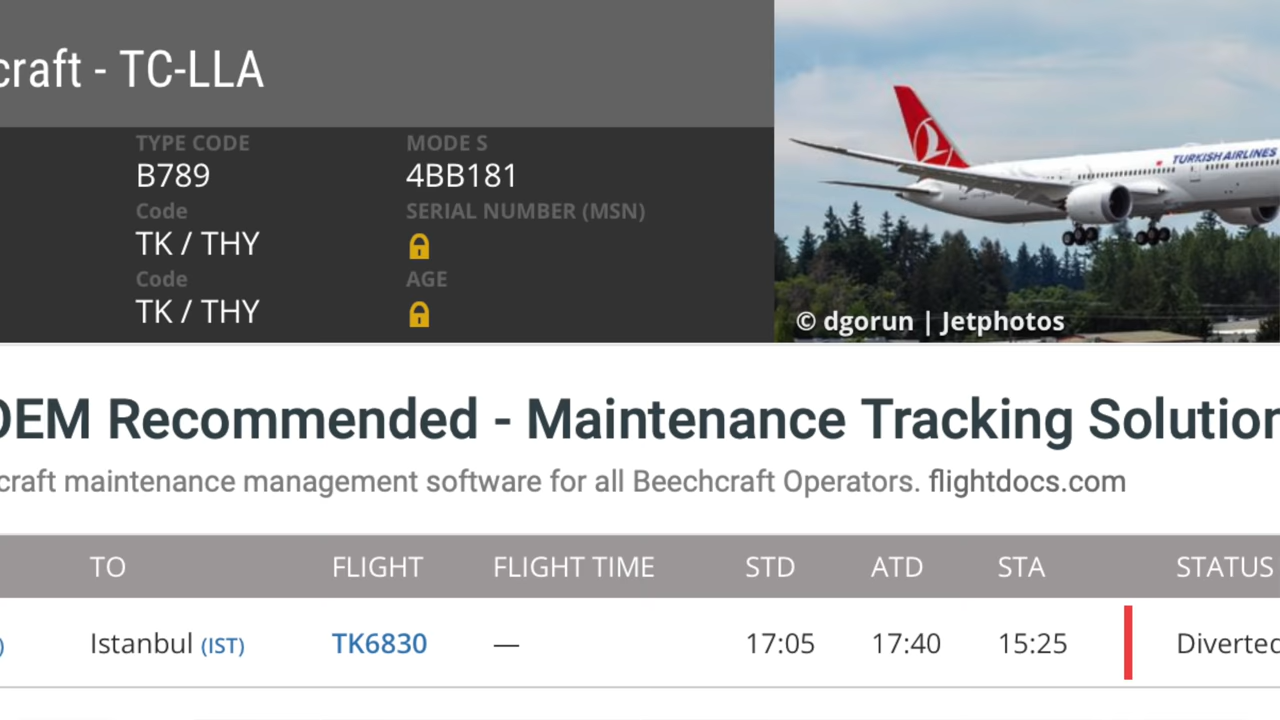 craft - TC-LLA
TYPE CODE
MODE S
B789
4BB181
Code
SERIAL NUMBER (MSN)
TK / THY
Code
AGE
TK / THY
TURKISH AIRLINES
© dgorun | Jetphotos
OEM Recommended - Maintenance Tracking Solution
craft maintenance management software for all Beechcraft Operators. flightdocs.com
TO FLIGHT FLIGHT TIME STD ATD STA STATUS
) Istanbul (IST) TK6830 — 17:05 17:40 15:25 Diverted